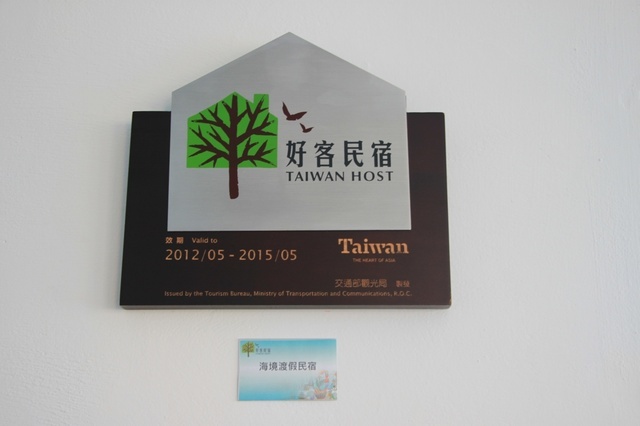 好客民宿
TAIWAN HOST
效期 Valid to
2012/05 - 2015/05
Taiwan
THE HEART OF ASIA
交通部觀光局 製發
Issued by the Tourism Bureau, Ministry of Transportation and Communications, R.O.C.
海境渡假民宿